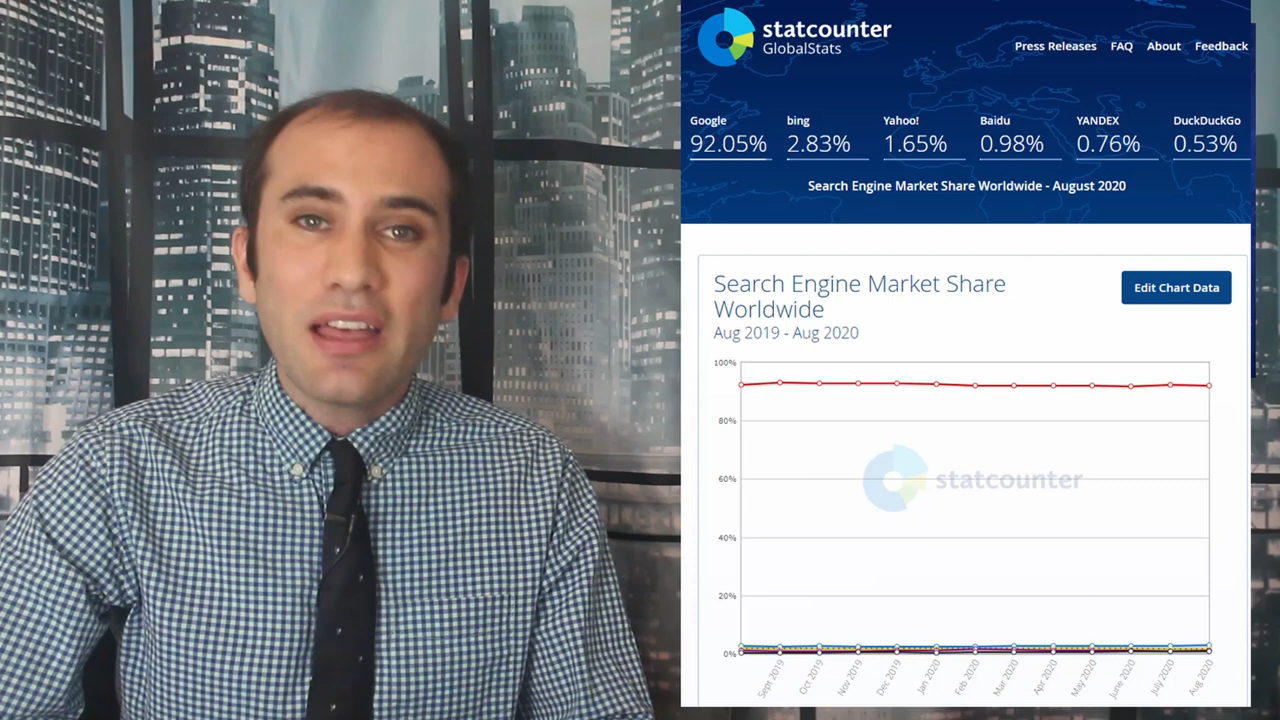 statcounter
GlobalStats
Press Releases FAQ About Feedback
Google bing Yahoo! Baidu YANDEX DuckDuckGo
92.05% 2.83% 1.65% 0.98% 0.76% 0.53%
Search Engine Market Share Worldwide - August 2020
Search Engine Market Share
Worldwide
Edit Chart Data
Aug 2019 - Aug 2020
100%
80%
60%
statcounter
40%
20%
0%
Sept 2019 Oct 2019 Nov 2019 Dec 2019 Jan 2020 Feb 2020 Mar 2020 Apr 2020 May 2020 June 2020 July 2020 Aug 2020